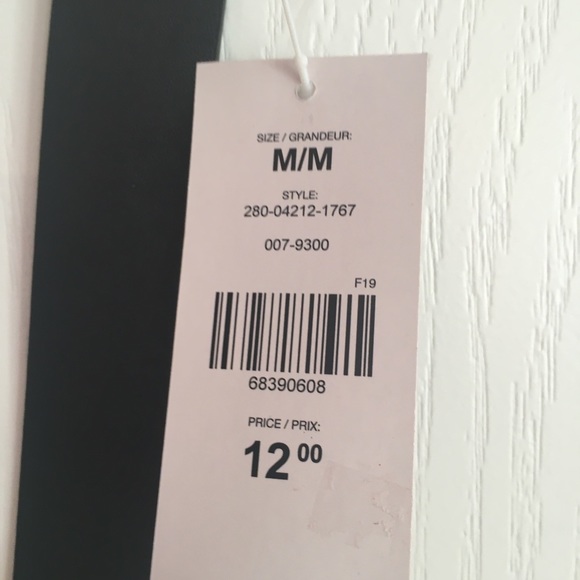 SIZE / GRANDEUR:
M/M
STYLE:
280-04212-1767
007-9300
F19
68390608
PRICE / PRIX:
12 00